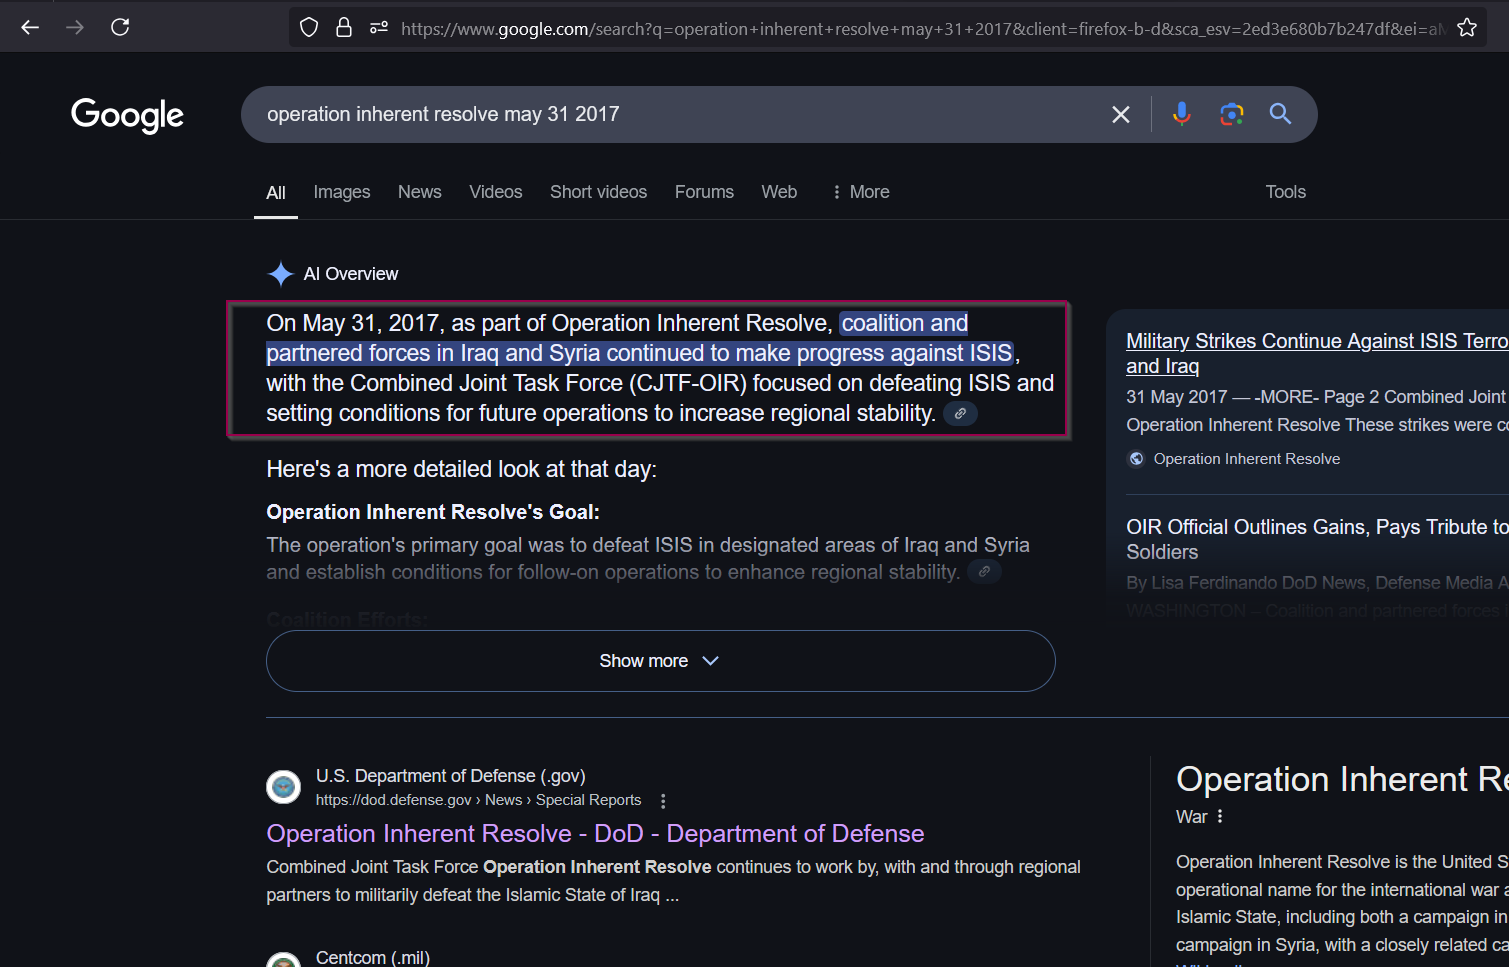 https://www.google.com/search?q=operation+inherent+resolve+may+31+2017&client=firefox-b-d&sca_esv=2ed3e680b7b247df&ei=aM
Google
operation inherent resolve may 31 2017
All Images News Videos Short videos Forums Web More Tools
AI Overview
On May 31, 2017, as part of Operation Inherent Resolve, coalition and
partnered forces in Iraq and Syria continued to make progress against ISIS,
with the Combined Joint Task Force (CJTF-OIR) focused on defeating ISIS and
setting conditions for future operations to increase regional stability.
Here's a more detailed look at that day:
Operation Inherent Resolve's Goal:
The operation's primary goal was to defeat ISIS in designated areas of Iraq and Syria
and establish conditions for follow-on operations to enhance regional stability.
Coalition Efforts:
Show more
Military Strikes Continue Against ISIS Terro
and Iraq
31 May 2017 — -MORE- Page 2 Combined Joint
Operation Inherent Resolve These strikes were co
Operation Inherent Resolve
OIR Official Outlines Gains, Pays Tribute to
Soldiers
By Lisa Ferdinando DoD News, Defense Media A
WASHINGTON – Coalition and partnered forces
U.S. Department of Defense (.gov)
https://dod.defense.gov › News › Special Reports
Operation Inherent Resolve - DoD - Department of Defense
Combined Joint Task Force Operation Inherent Resolve continues to work by, with and through regional
partners to militarily defeat the Islamic State of Iraq ...
Centcom (.mil)
Operation Inherent Re
War
Operation Inherent Resolve is the United S
operational name for the international war a
Islamic State, including both a campaign in
campaign in Syria, with a closely related ca